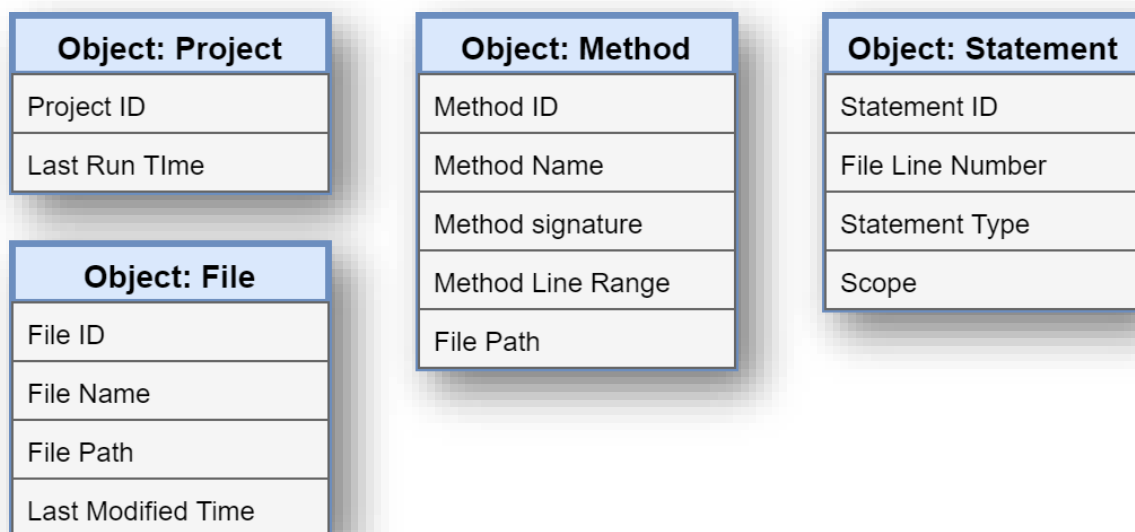 Object: Project
Project ID
Last Run TIme
Object: File
File ID
File Name
File Path
Last Modified Time
Object: Method
Method ID
Method Name
Method signature
Method Line Range
File Path
Object: Statement
Statement ID
File Line Number
Statement Type
Scope